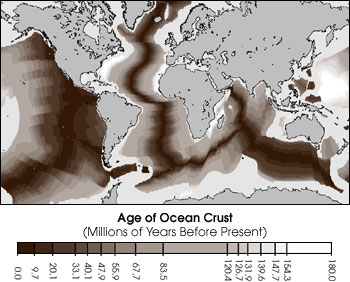 Age of Ocean Crust
(Millions of Years Before Present)
0.0 9.7 20.1 33.1 40.1 47.9 55.9 67.7 83.5 120.4 126.7 131.9 139.6 147.7 154.3 180.0